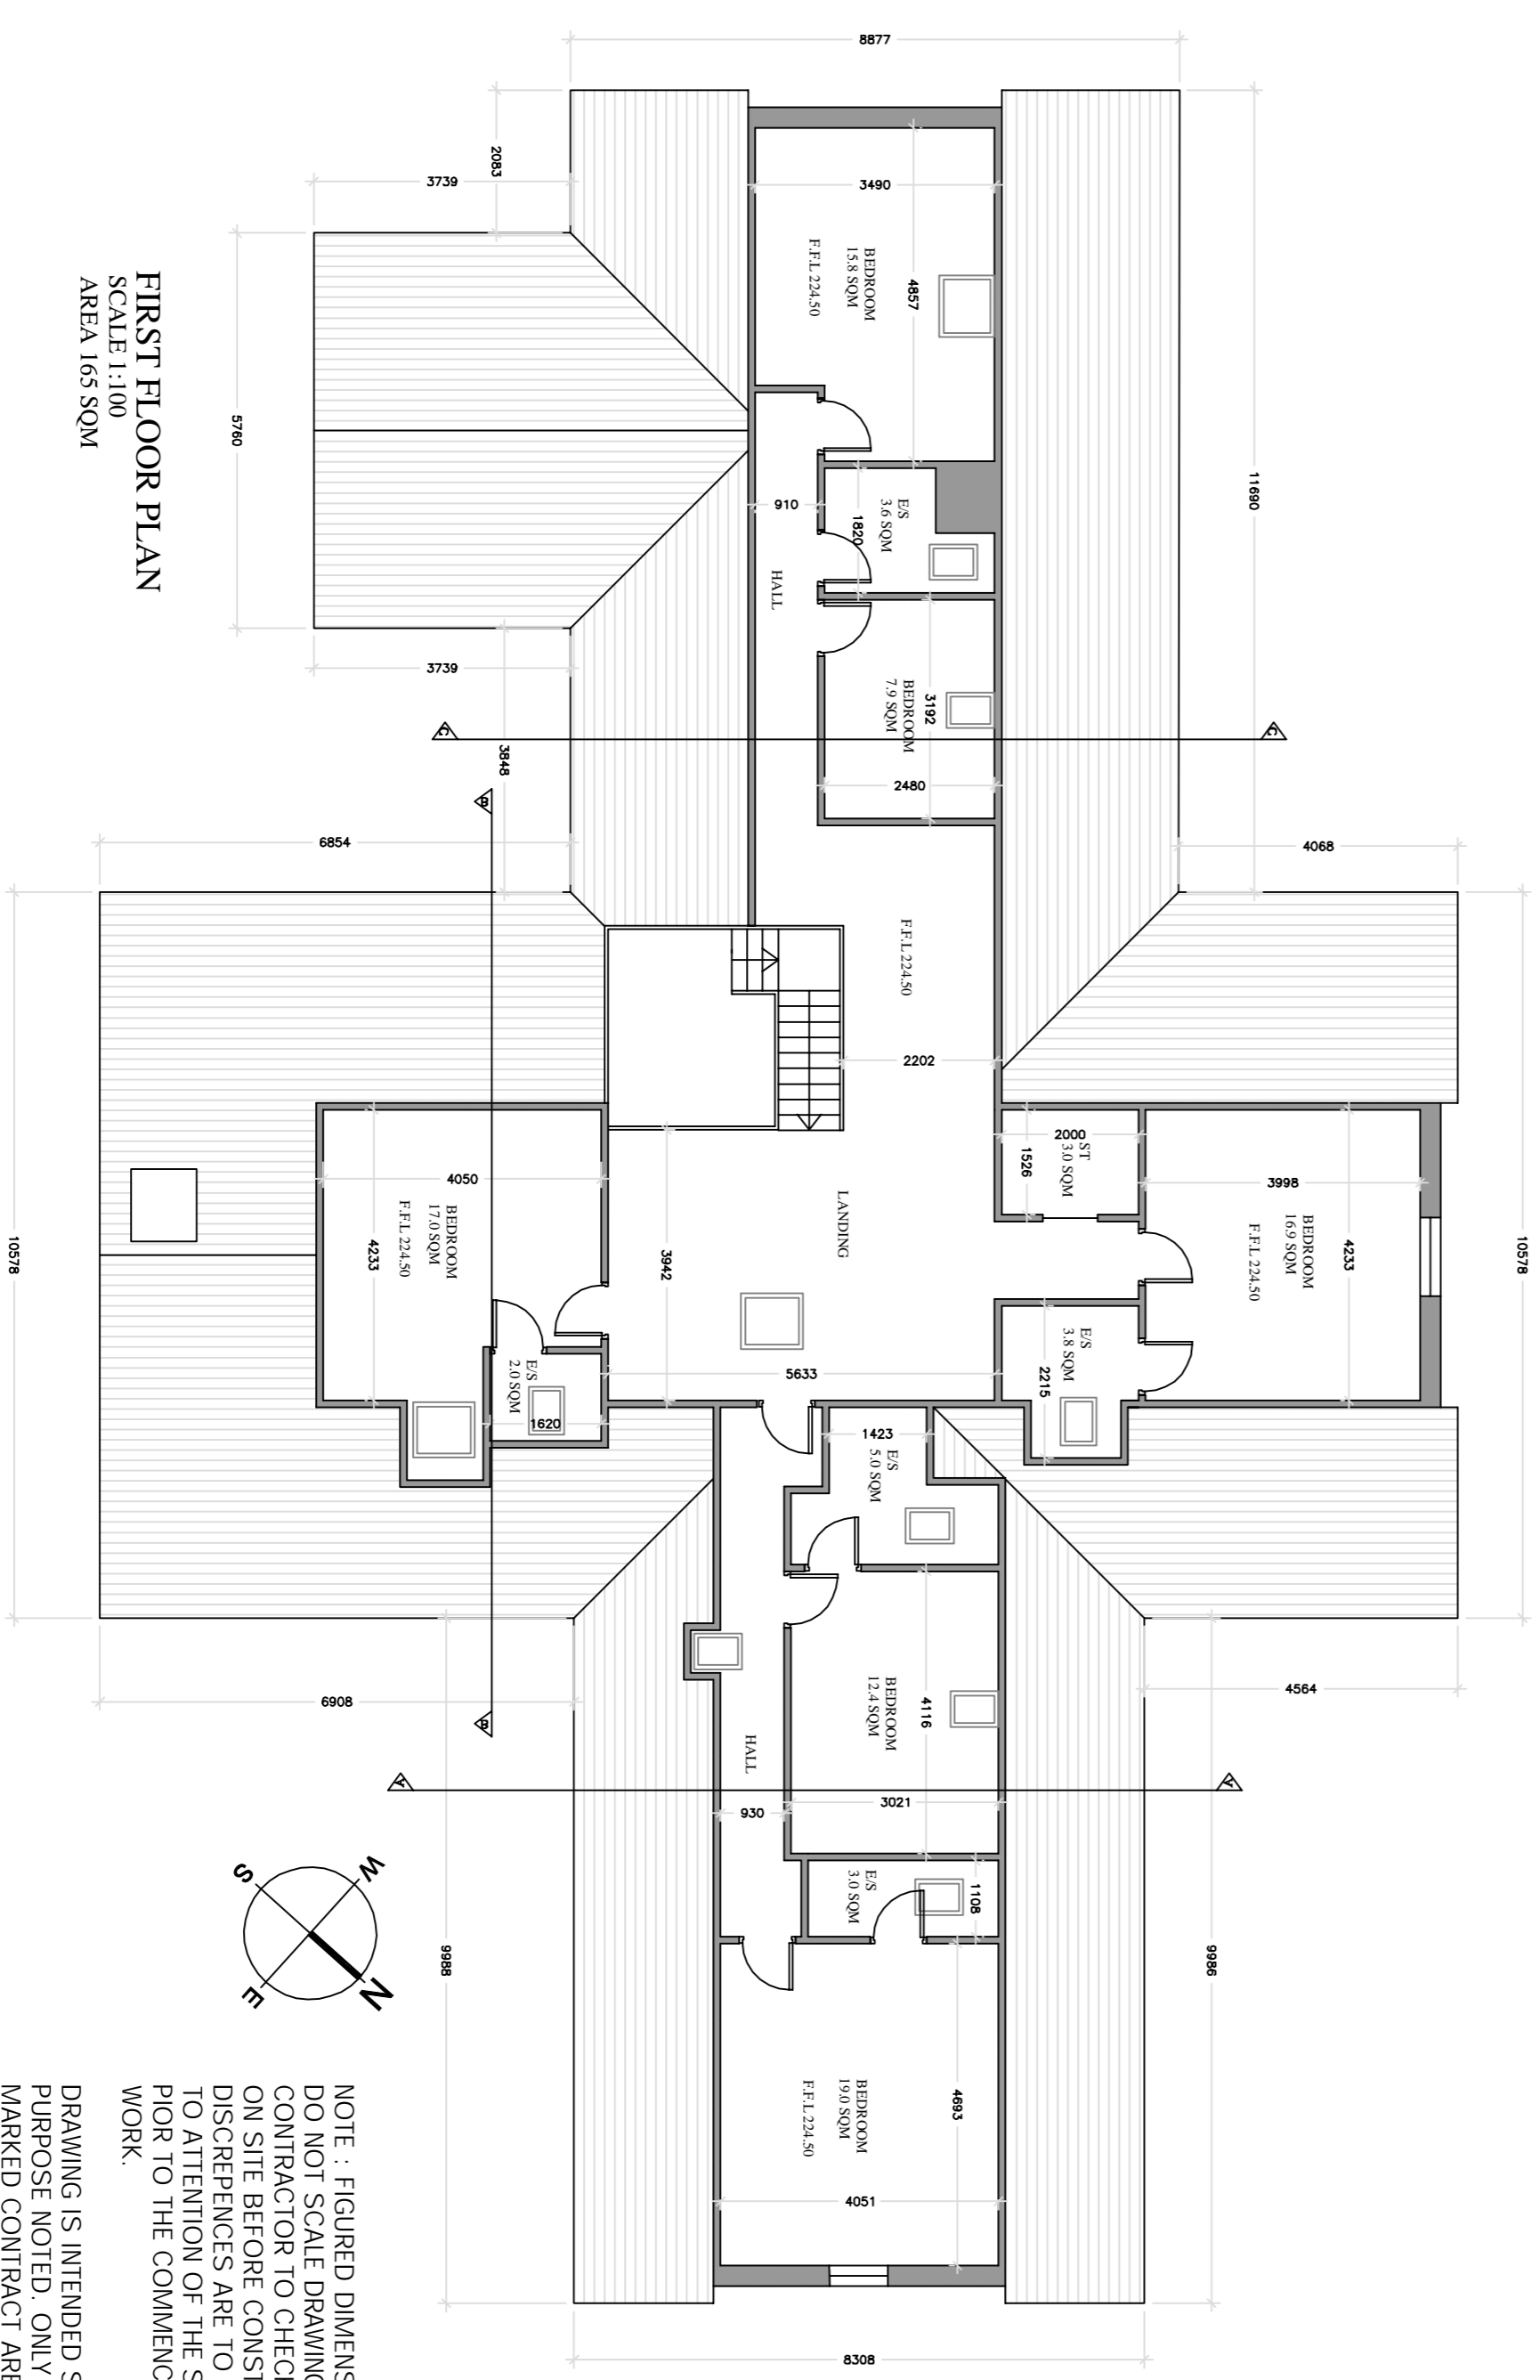 8877
11690
2083
3739
3490
4857
BEDROOM
15.8 SQM
F.F.L 224.50
5760
3739
910
1820
E/S
3.6 SQM
HALL
3192
BEDROOM
7.9 SQM
2480
C
C
3848
B
6854
4068
10578
10578
F.F.L 224.50
2202
2000
ST
3.0 SQM
1526
3998
4233
BEDROOM
16.9 SQM
F.F.L 224.50
4050
BEDROOM
17.0 SQM
F.F.L 224.50
4233
3942
LANDING
E/S
3.8 SQM
2215
5633
E/S
2.0 SQM
1620
1423
E/S
5.0 SQM
4564
6908
B
BEDROOM
12.4 SQM
4116
3021
HALL
930
A
A
E/S
3.0 SQM
1108
9988
9986
BEDROOM
19.0 SQM
F.F.L 224.50
4693
4051
8308
FIRST FLOOR PLAN
SCALE 1:100
AREA 165 SQM
W
N
S
E
NOTE : FIGURED DIMENS
DO NOT SCALE DRAWING
CONTRACTOR TO CHECK
ON SITE BEFORE CONST
DISCREPENCES ARE TO
TO ATTENTION OF THE S
PIOR TO THE COMMENC
WORK.
DRAWING IS INTENDED S
PURPOSE NOTED. ONLY
MARKED CONTRACT ARE